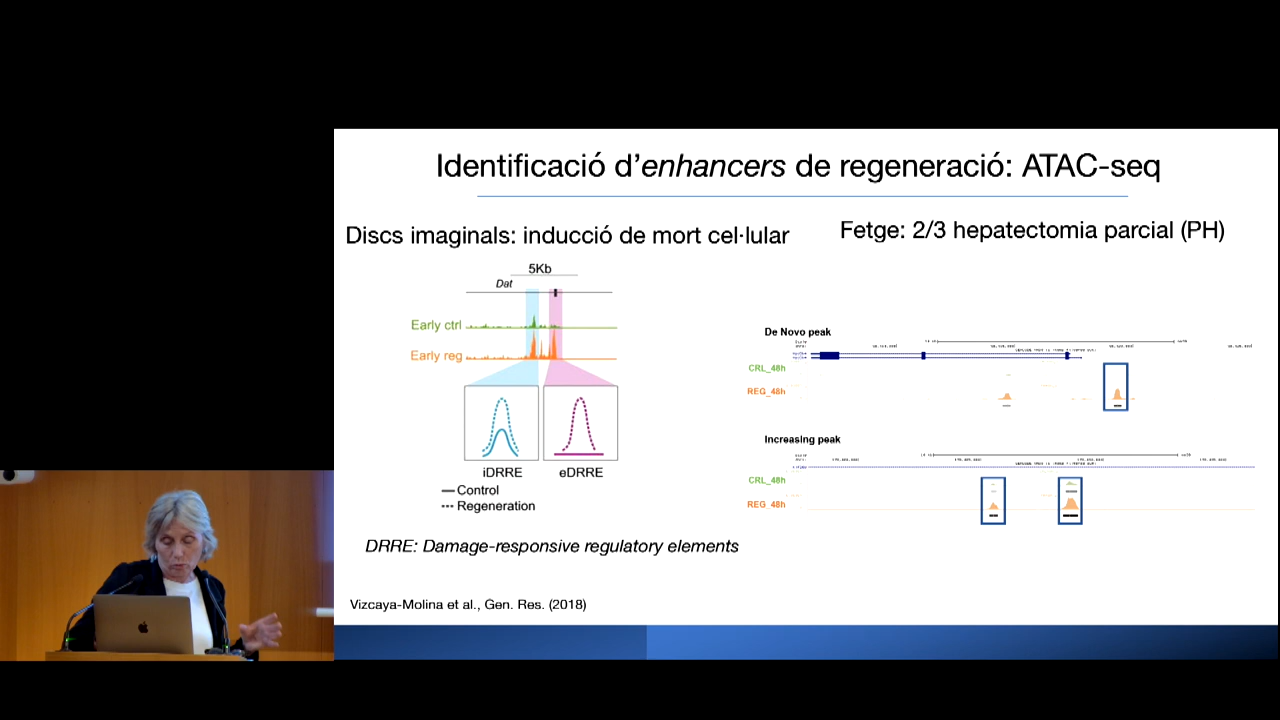 Identificació d’enhancers de regeneració: ATAC-seq
Discs imaginals: inducció de mort cel·lular
5Kb
Dat
Early ctrl
Early reg
iDRRE
eDRRE
Control
Regeneration
DRRE: Damage-responsive regulatory elements
Vizcaya-Molina et al., Gen. Res. (2018)
Fetge: 2/3 hepatectomia parcial (PH)
De Novo peak
CRL_48h
REG_48h
Increasing peak
CRL_48h
REG_48h